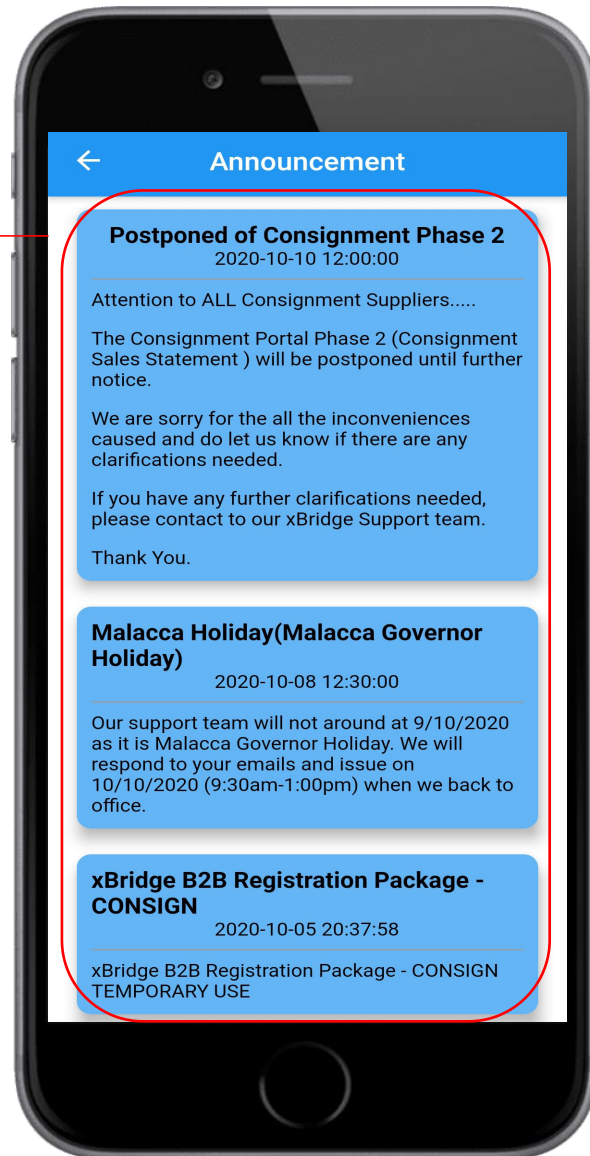 Announcement
Postponed of Consignment Phase 2
2020-10-10 12:00:00
Attention to ALL Consignment Suppliers.....
The Consignment Portal Phase 2 (Consignment
Sales Statement ) will be postponed until further
notice.
We are sorry for the all the inconveniences
caused and do let us know if there are any
clarifications needed.
If you have any further clarifications needed,
please contact to our xBridge Support team.
Thank You.
Malacca Holiday(Malacca Governor
Holiday)
2020-10-08 12:30:00
Our support team will not around at 9/10/2020
as it is Malacca Governor Holiday. We will
respond to your emails and issue on
10/10/2020 (9:30am-1:00pm) when we back to
office.
xBridge B2B Registration Package -
CONSIGN
2020-10-05 20:37:58
xBridge B2B Registration Package - CONSIGN
TEMPORARY USE